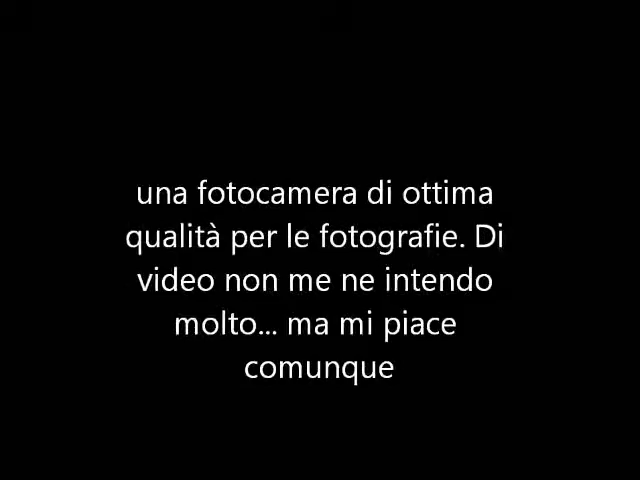 una fotocamera di ottima
qualità per le fotografie. Di
video non me ne intendo
molto... ma mi piace
comunque